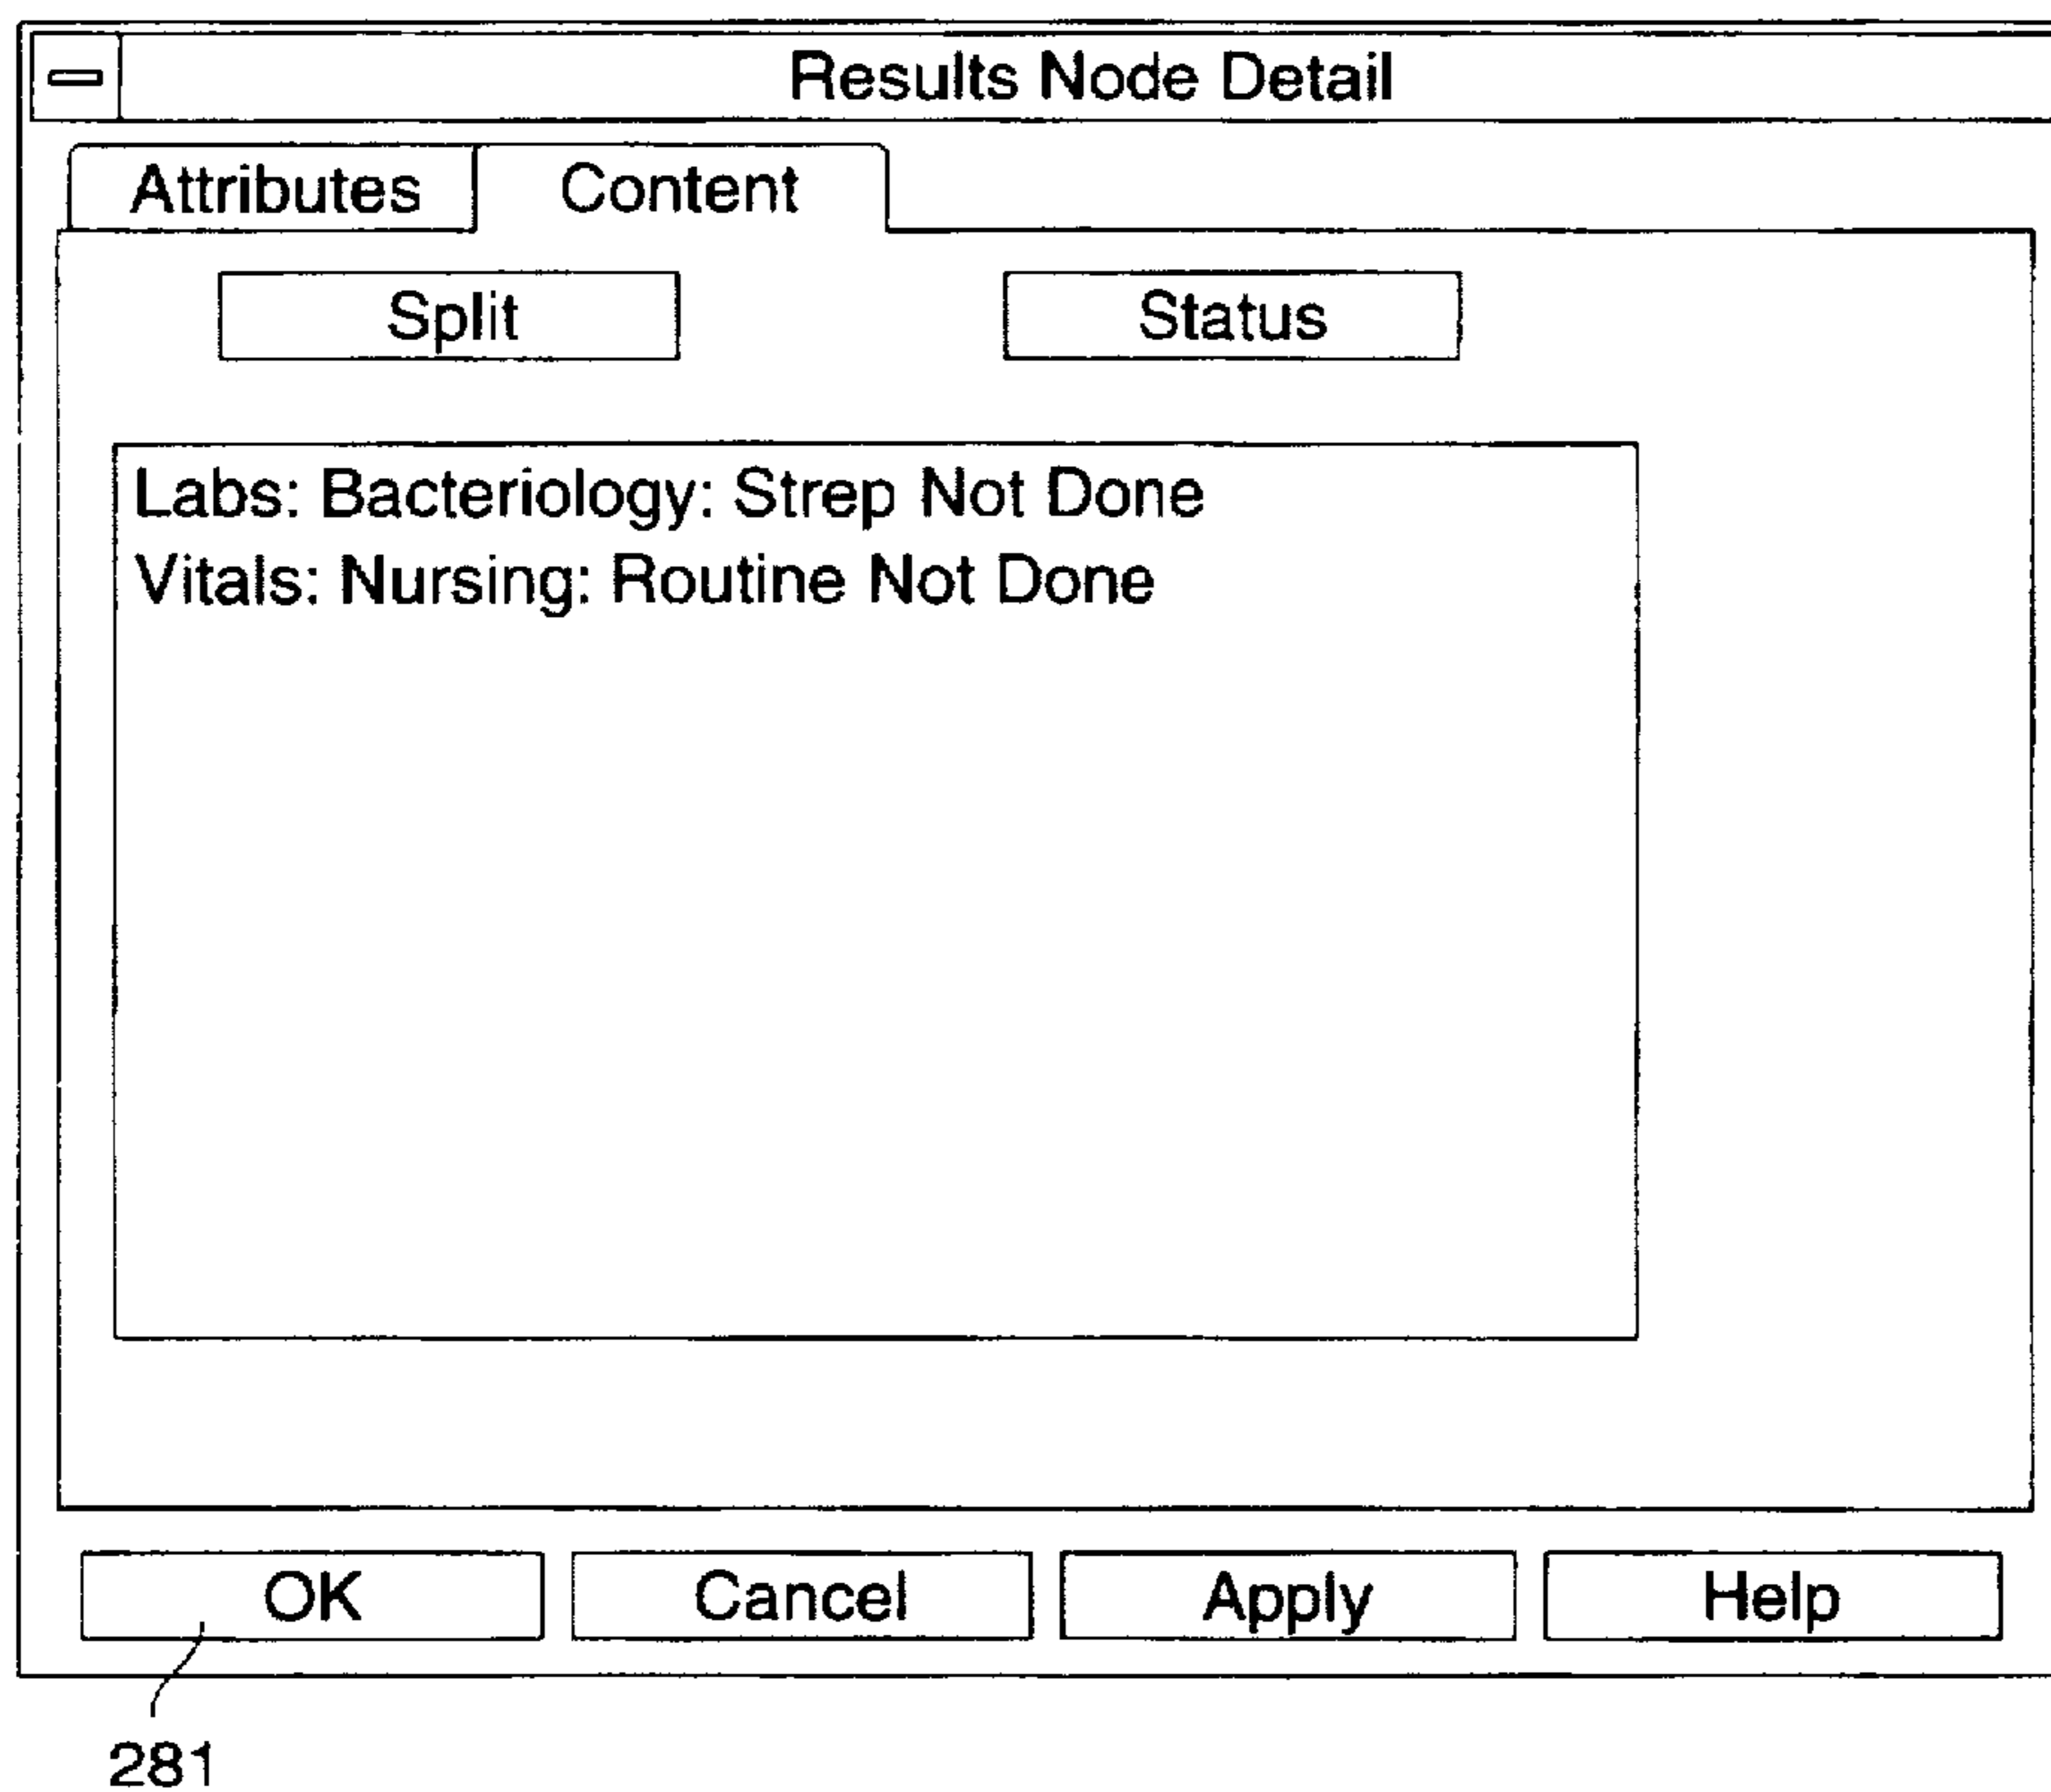 Results Node Detail
Attributes Content
Split Status
Labs: Bacteriology: Strep Not Done
Vitals: Nursing: Routine Not Done
OK Cancel Apply Help
281